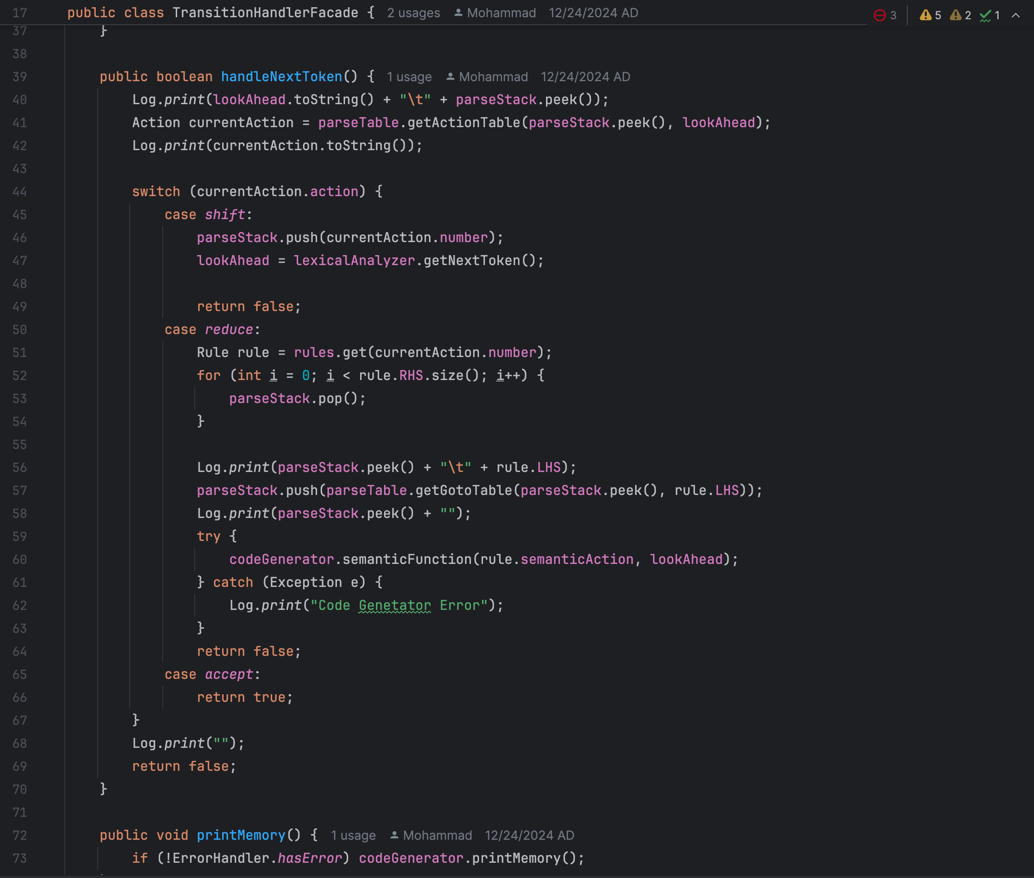 17 public class TransitionHandlerFacade { 2 usages Mohammad 12/24/2024 AD 3 5 2 1
37 }
38
39 public boolean handleNextToken() { 1 usage Mohammad 12/24/2024 AD
40 Log.print(lookAhead.toString() + "\t" + parseStack.peek());
41 Action currentAction = parseTable.getActionTable(parseStack.peek(), lookAhead);
42 Log.print(currentAction.toString());
43
44 switch (currentAction.action) {
45 case shift:
46 parseStack.push(currentAction.number);
47 lookAhead = lexicalAnalyzer.getNextToken();
48
49 return false;
50 case reduce:
51 Rule rule = rules.get(currentAction.number);
52 for (int i = 0; i < rule.RHS.size(); i++) {
53 parseStack.pop();
54 }
55
56 Log.print(parseStack.peek() + "\t" + rule.LHS);
57 parseStack.push(parseTable.getGotoTable(parseStack.peek(), rule.LHS));
58 Log.print(parseStack.peek() + "");
59 try {
60 codeGenerator.semanticFunction(rule.semanticAction, lookAhead);
61 } catch (Exception e) {
62 Log.print("Code Genetator Error");
63 }
64 return false;
65 case accept:
66 return true;
67 }
68 Log.print("");
69 return false;
70 }
71
72 public void printMemory() { 1 usage Mohammad 12/24/2024 AD
73 if (!ErrorHandler.hasError) codeGenerator.printMemory();